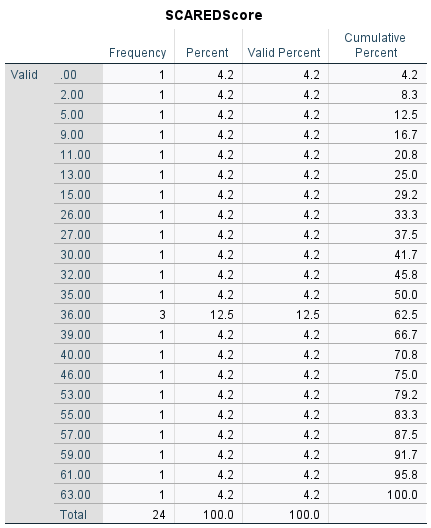 SCAREDScore
Frequency Percent Valid Percent Cumulative Percent
Valid .00 1 4.2 4.2 4.2
2.00 1 4.2 4.2 8.3
5.00 1 4.2 4.2 12.5
9.00 1 4.2 4.2 16.7
11.00 1 4.2 4.2 20.8
13.00 1 4.2 4.2 25.0
15.00 1 4.2 4.2 29.2
26.00 1 4.2 4.2 33.3
27.00 1 4.2 4.2 37.5
30.00 1 4.2 4.2 41.7
32.00 1 4.2 4.2 45.8
35.00 1 4.2 4.2 50.0
36.00 3 12.5 12.5 62.5
39.00 1 4.2 4.2 66.7
40.00 1 4.2 4.2 70.8
46.00 1 4.2 4.2 75.0
53.00 1 4.2 4.2 79.2
55.00 1 4.2 4.2 83.3
57.00 1 4.2 4.2 87.5
59.00 1 4.2 4.2 91.7
61.00 1 4.2 4.2 95.8
63.00 1 4.2 4.2 100.0
Total 24 100.0 100.0